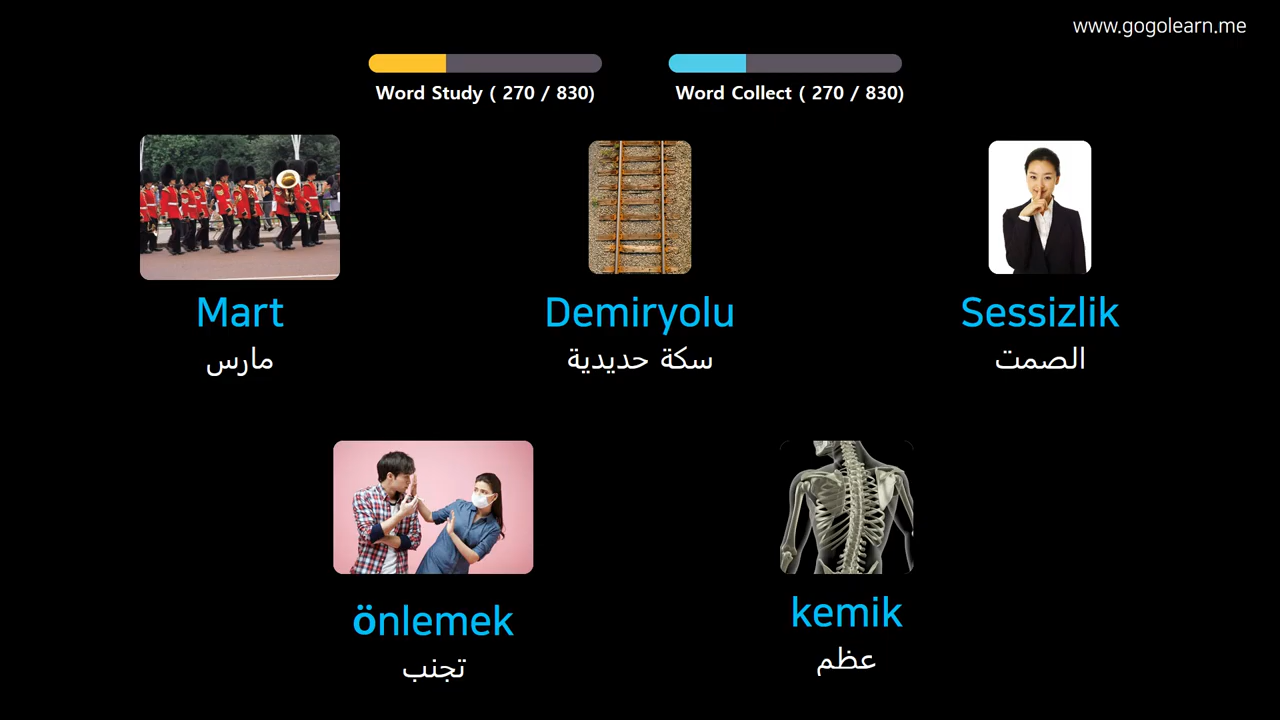 www.gogolearn.me
Word Study ( 270 / 830)
Word Collect ( 270 / 830)
Mart
مارس
Demiryolu
سكة حديدية
Sessizlik
الصمت
önlemek
تجنب
kemik
عظم